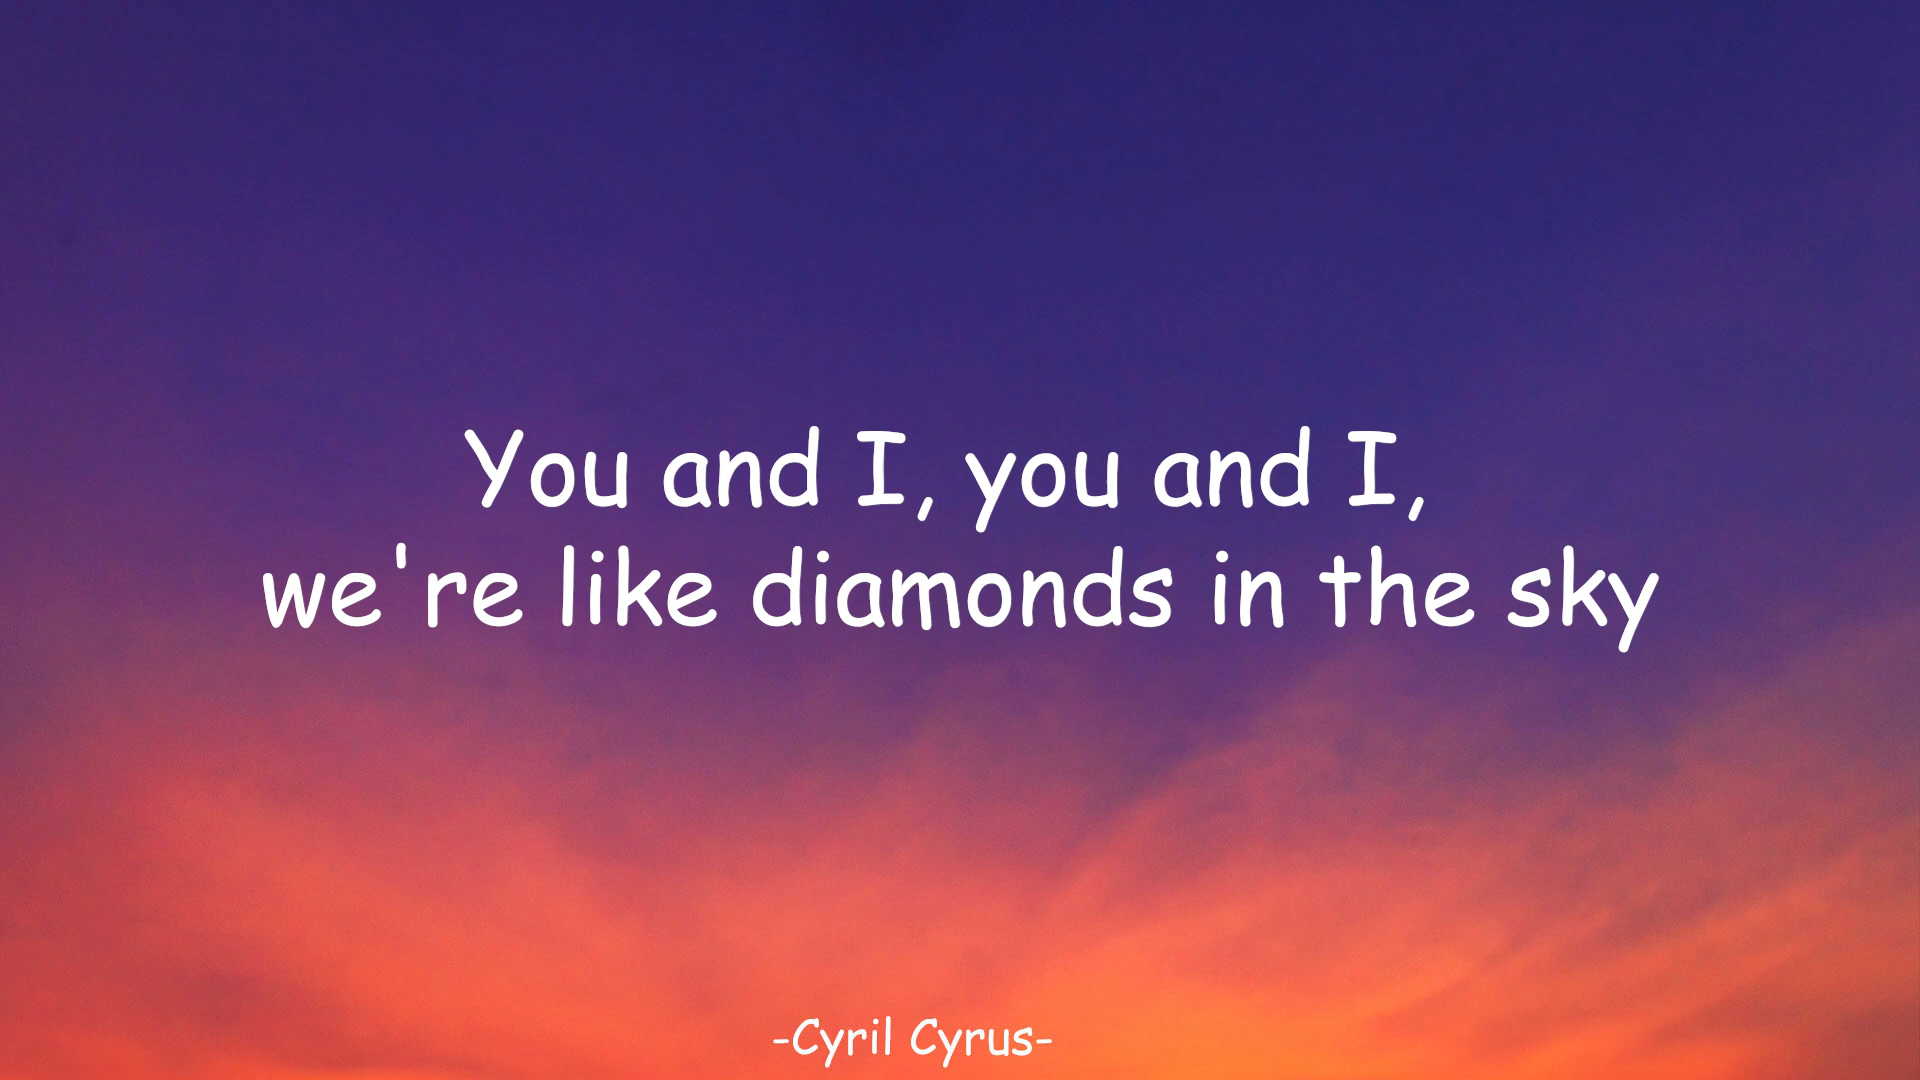 You and I, you and I,
we're like diamonds in the sky
-Cyril Cyrus-